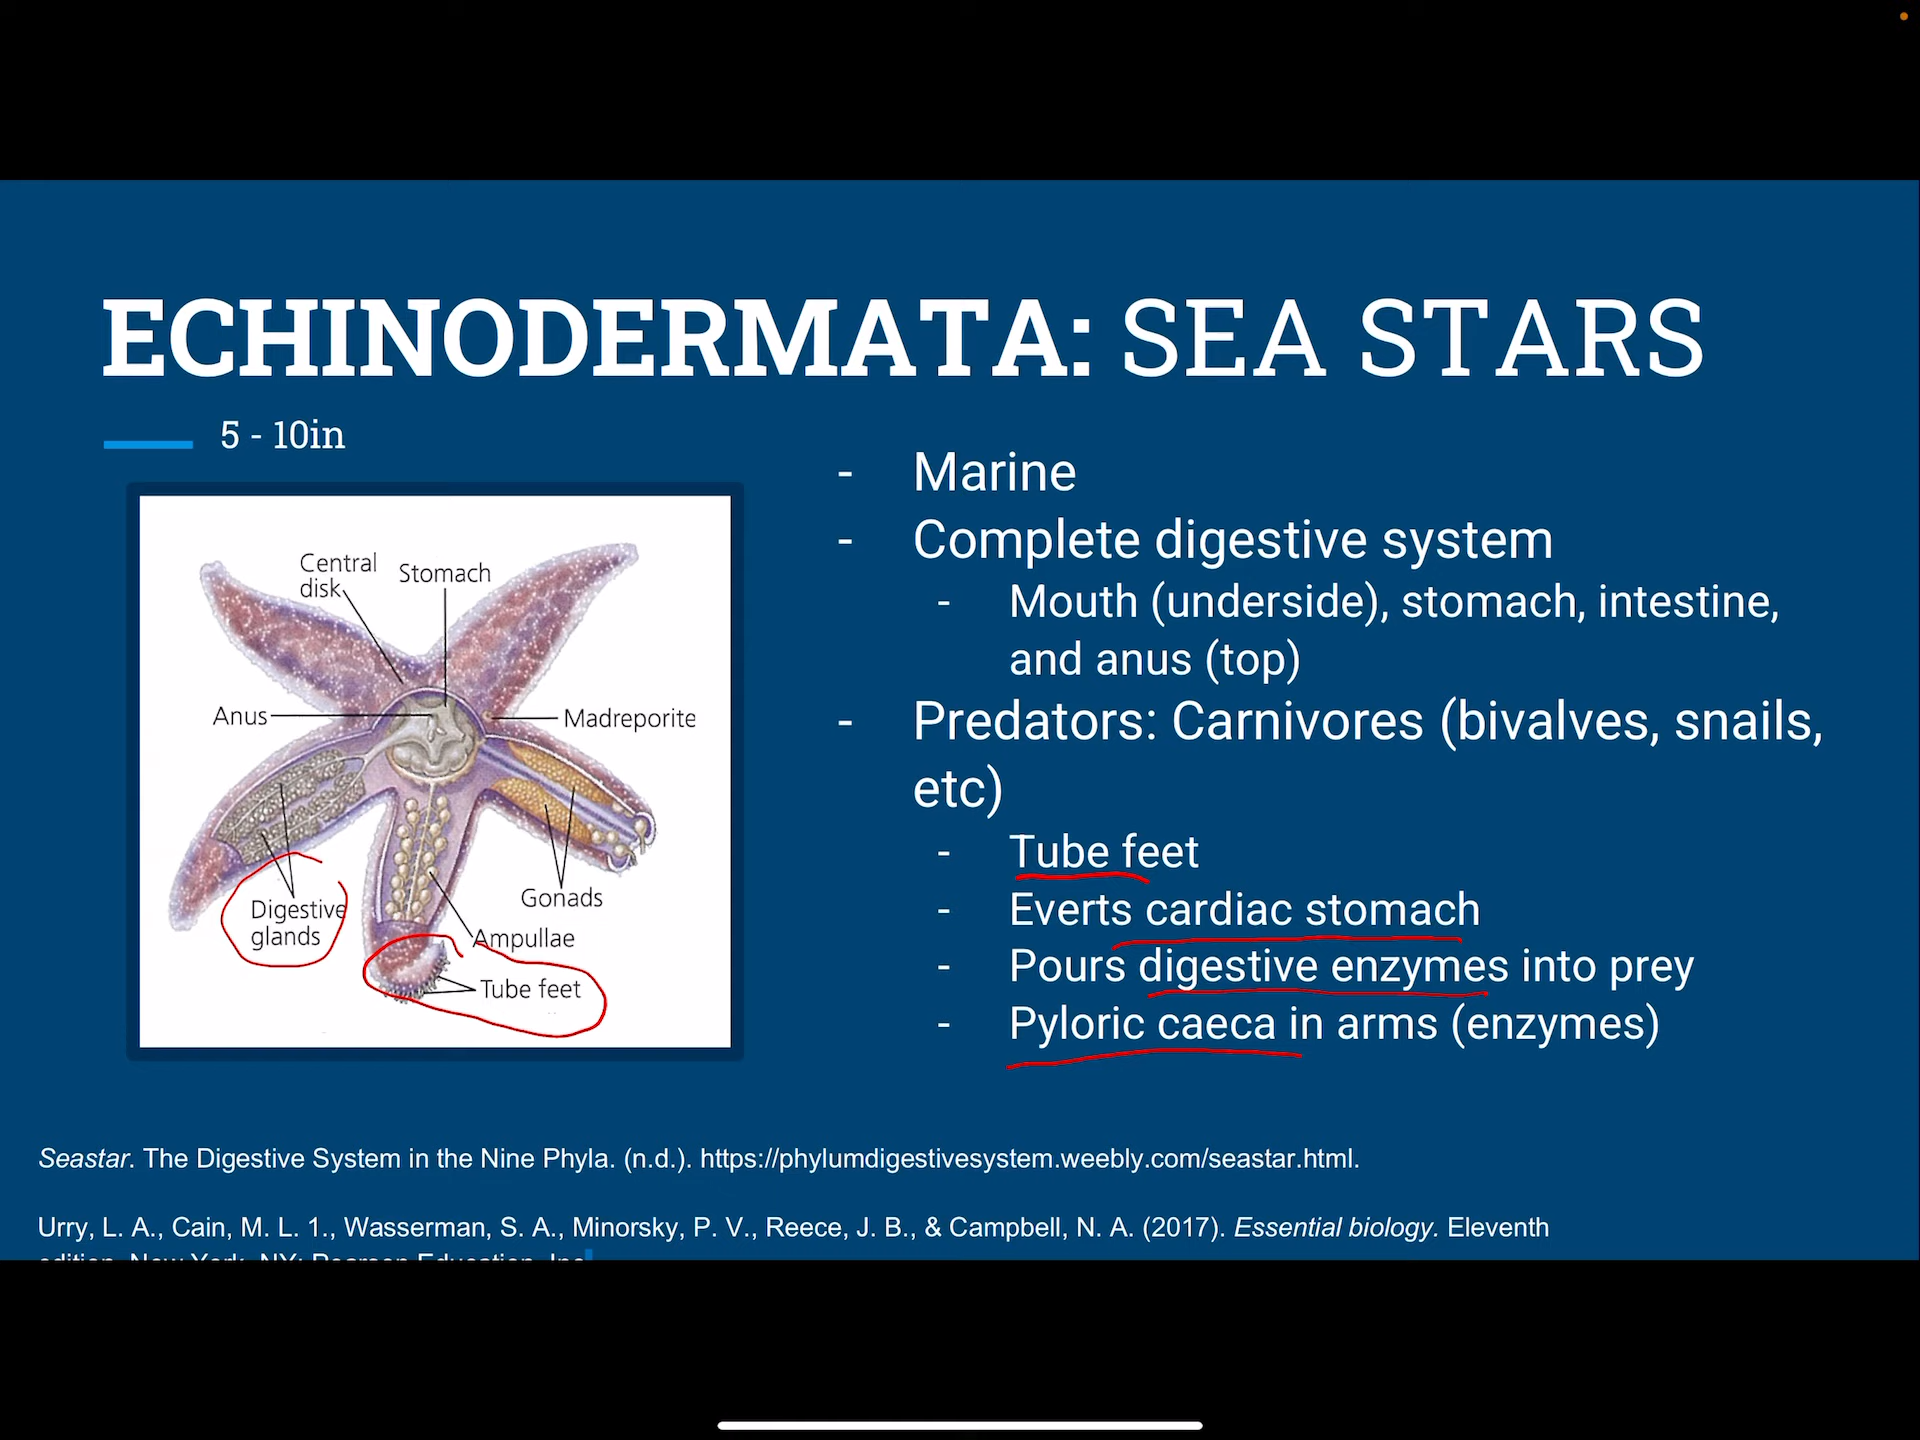 ECHINODERMATA: SEA STARS
5 - 10in
Central
disk
Stomach
Anus
Madreporite
Digestive
glands
Gonads
Ampullae
Tube feet
- Marine
- Complete digestive system
- Mouth (underside), stomach, intestine,
and anus (top)
- Predators: Carnivores (bivalves, snails,
etc)
- Tube feet
- Everts cardiac stomach
- Pours digestive enzymes into prey
- Pyloric caeca in arms (enzymes)
Seastar. The Digestive System in the Nine Phyla. (n.d.). https://phylumdigestivesystem.weebly.com/seastar.html.
Urry, L. A., Cain, M. L. 1., Wasserman, S. A., Minorsky, P. V., Reece, J. B., & Campbell, N. A. (2017). Essential biology. Eleventh
edition. New York, NY: Pearson Education, Inc.